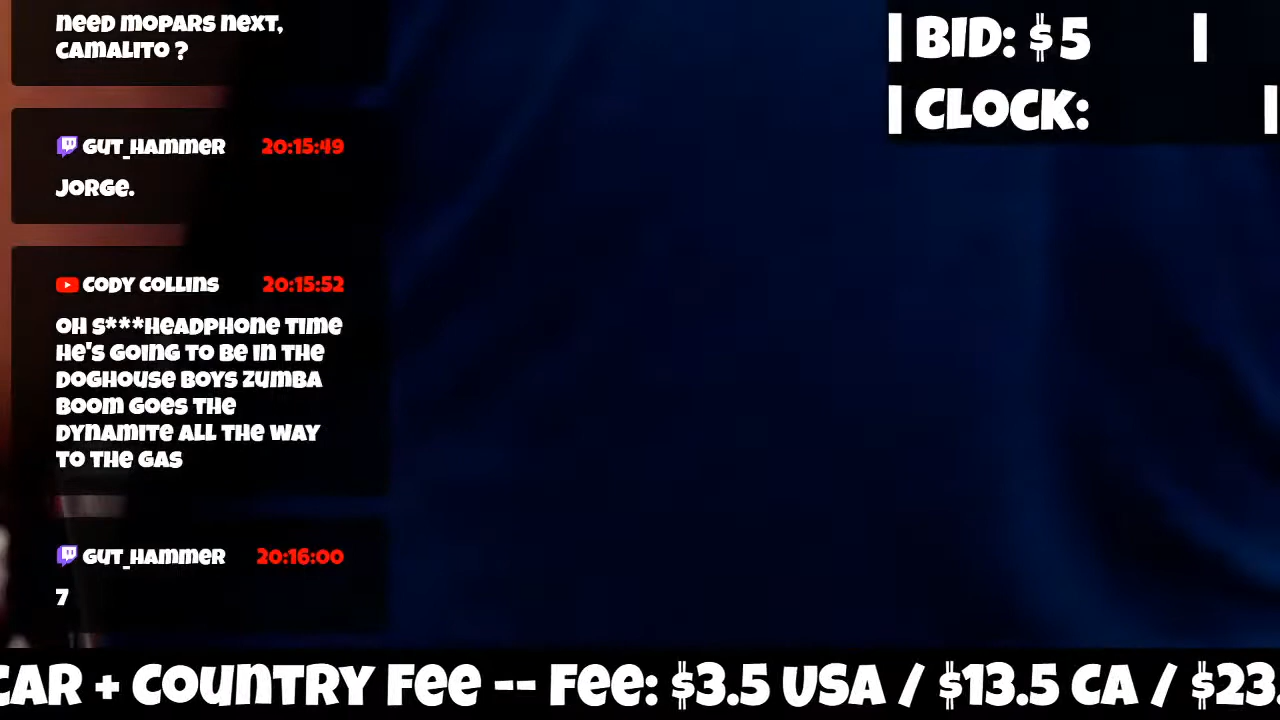 need mopars next,
camalito ?
Gut_Hammer 20:15:49
Jorge.
Cody Collins 20:15:52
Oh s***headphone time
he's going to be in the
doghouse boys Zumba
boom goes the
dynamite all the way
to the gas
Gut_Hammer 20:16:00
7
| BID: $5 |
| CLOCK: |
CAR + Country Fee -- Fee: $3.5 USA / $13.5 CA / $23.